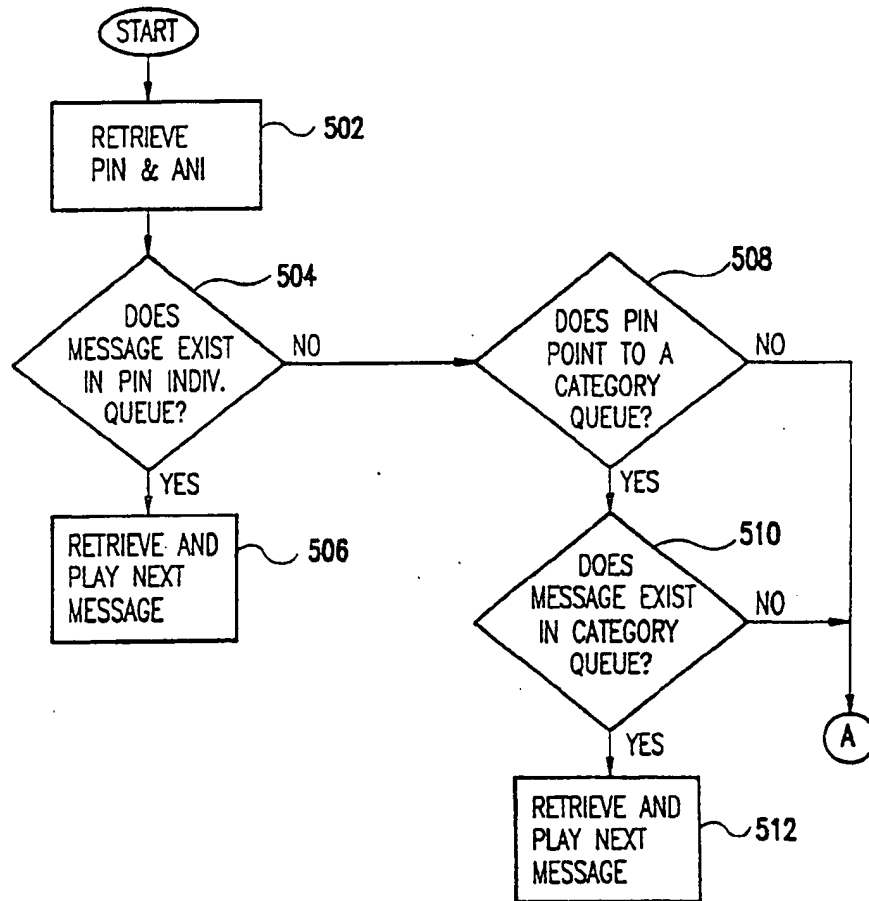 START
RETRIEVE
PIN & ANI
502
DOES
MESSAGE EXIST
IN PIN INDIV.
QUEUE?
504
NO
YES
RETRIEVE AND
PLAY NEXT
MESSAGE
506
DOES PIN
POINT TO A
CATEGORY
QUEUE?
508
NO
YES
DOES
MESSAGE EXIST
IN CATEGORY
QUEUE?
510
NO
YES
A
RETRIEVE AND
PLAY NEXT
MESSAGE
512